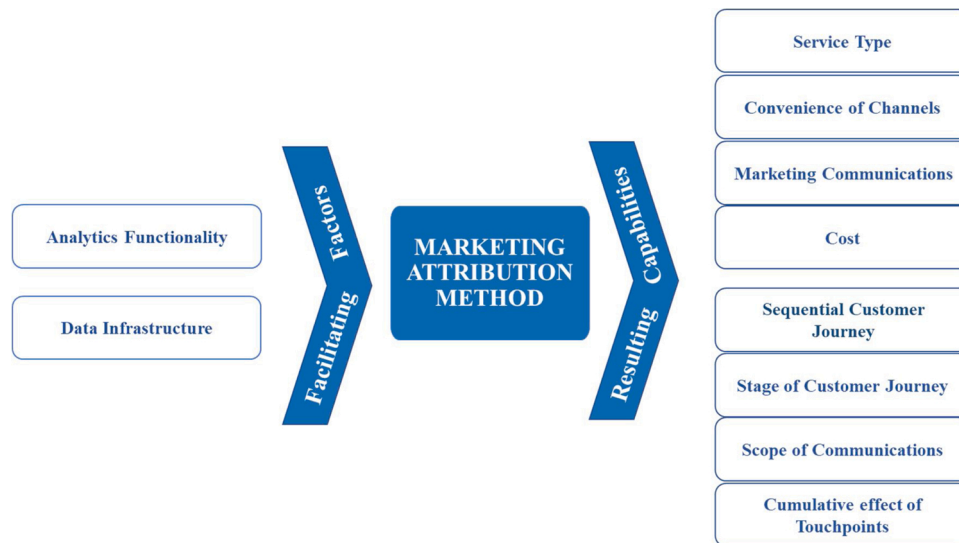 Analytics Functionality
Data Infrastructure
Facilitating Factors
MARKETING
ATTRIBUTION
METHOD
Resulting Capabilities
Service Type
Convenience of Channels
Marketing Communications
Cost
Sequential Customer
Journey
Stage of Customer Journey
Scope of Communications
Cumulative effect of
Touchpoints